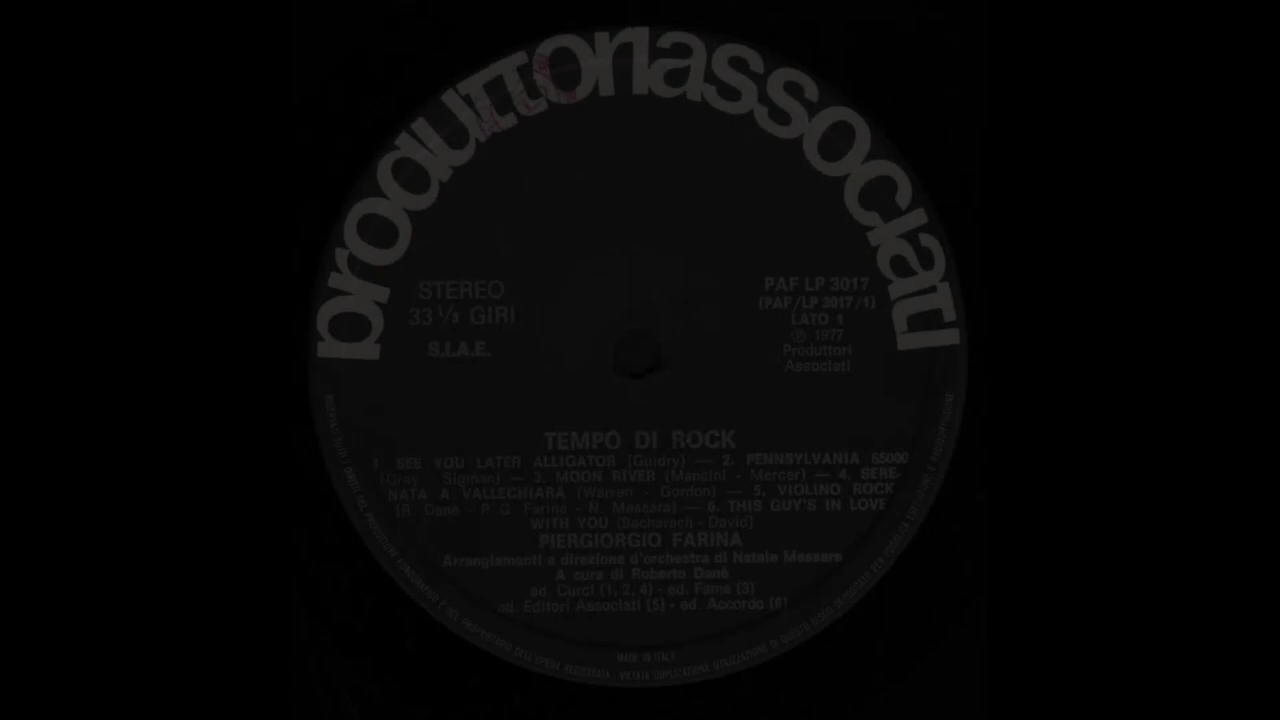 produttoriassociati
STEREO
33 ⅓ GIRI
S.I.A.E.
PAF LP 3017
(PAF/LP 3017/1)
LATO 1
Ⓟ 1977
Produttori
Associati
TEMPO DI ROCK
1. SEE YOU LATER ALLIGATOR (Guidry) — 2. PENNSYLVANIA 65000
(Grey - Sigman) — 3. MOON RIVER (Mancini - Mercer) — 4. SERE-
NATA A VALLECHIARA (Warren - Gordon) — 5. VIOLINO ROCK
(R. Danè - P. G. Farina - N. Massara) — 6. THIS GUY'S IN LOVE
WITH YOU (Bacharach - David)
PIERGIORGIO FARINA
Arrangiamenti e direzione d'orchestra di Natale Massara
A cura di Roberto Danè
ed. Curci (1, 2, 4) - ed. Fama (3)
ed. Editori Associati (5) - ed. Accordo (6)
MADE IN ITALY